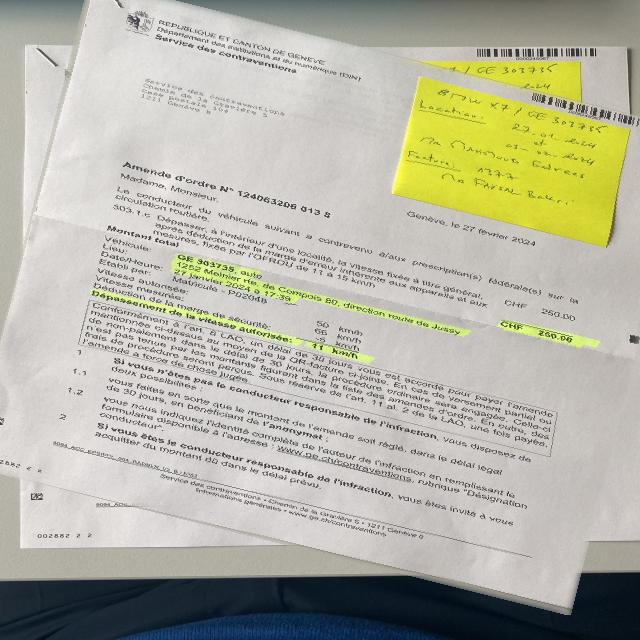 REPUBLIQUE ET CANTON DE GENEVE
Département des institutions et du numérique (DIN)
Service des contraventions
Service des contraventions
Chemin de la Gravière 5
Case postale 104
1211 Genève 8
/ GE 303735
2024
BMW X7 / GE 303735
Location:
27.01.2024
et
2024
Mr
Facture: 1377
Mr
Amende d'ordre N° 124063206 013 8
Genève, le 27 février 2024
Madame, Monsieur,
Le conducteur du véhicule suivant a contrevenu à/aux prescription(s) fédérale(s) sur la
circulation routière.
303.1.c Dépasser, à l'intérieur d'une localité, la vitesse fixée à titre général,
après déduction de la marge d'erreur inhérente aux appareils et aux
mesures, fixée par l'OFROU de 11 à 15 km/h
CHF 250.00
Montant total
CHF 250.00
Véhicule: GE 303735, auto
Lieu: 1252 Meinier Rte. de Compois 80, direction route de Jussy
Date/Heure: 27 janvier 2024 à 17:39
Etabli par: Matricule - P02048
Vitesse autorisée: 50 km/h
Vitesse mesurée: 66 km/h
Déduction de la marge de sécurité: -5 km/h
Dépassement de la vitesse autorisée: 11 km/h
Conformément à l'art. 6 LAO, un délai de 30 jours vous est accordé pour payer l'amende
mentionnée ci-dessus au moyen de la QR-facture ci-jointe. En cas de versement partiel ou
de non-paiement dans le délai de 30 jours, la procédure ordinaire sera engagée. Celle-ci
n'est pas tenue par les montants figurant dans la liste des amendes d'ordre. En outre, des
frais de procédure seront perçus. Sous réserve de l'art. 11 al. 2 de la LAO, une fois payée,
l'amende a force de chose jugée.
1 Si vous n'êtes pas le conducteur responsable de l'infraction, vous disposez de
deux possibilités :
1.1 vous faites en sorte que le montant de l'amende soit réglé, dans le délai légal
de 30 jours, en bénéficiant de l'anonymat ;
1.2 vous nous indiquez l'identité complète de l'auteur de l'infraction en remplissant le
formulaire disponible à l'adresse : www.ge.ch/contraventions, rubrique "Désignation
conducteur".
2 Si vous êtes le conducteur responsable de l'infraction, vous êtes invité à vous
acquitter du montant dû dans le délai prévu.
Service des contraventions • Chemin de la Gravière 5 • 1211 Genève 8
Informations générales • www.ge.ch/contraventions
002882 2 2